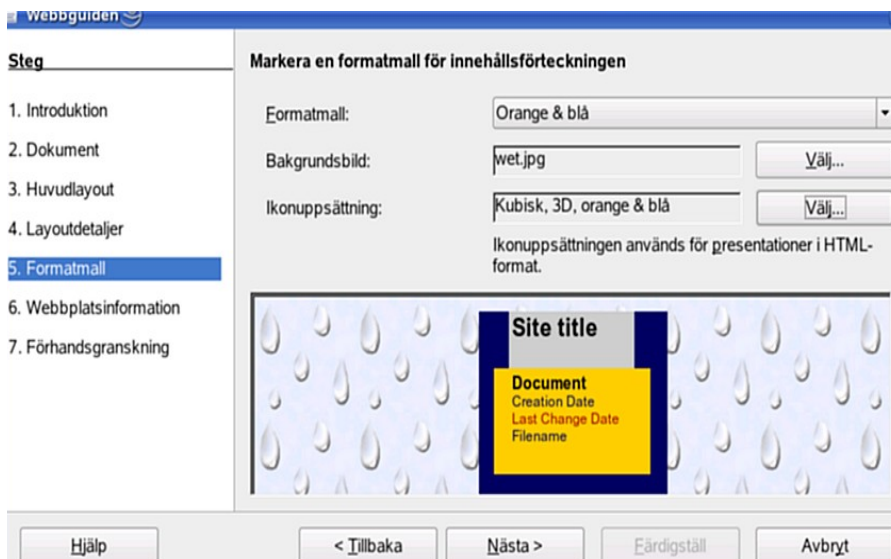 Webbguiden
Steg
1. Introduktion
2. Dokument
3. Huvudlayout
4. Layoutdetaljer
5. Formatmall
6. Webbplatsinformation
7. Förhandsgranskning
Markera en formatmall för innehållsförteckningen
Formatmall:
Orange & blå
Bakgrundsbild:
wet.jpg
Välj...
Ikonuppsättning:
Kubisk, 3D, orange & blå
Välj...
Ikonuppsättningen används för presentationer i HTML-
format.
Site title
Document
Creation Date
Last Change Date
Filename
Hjälp
< Tillbaka
Nästa >
Färdigställ
Avbryt